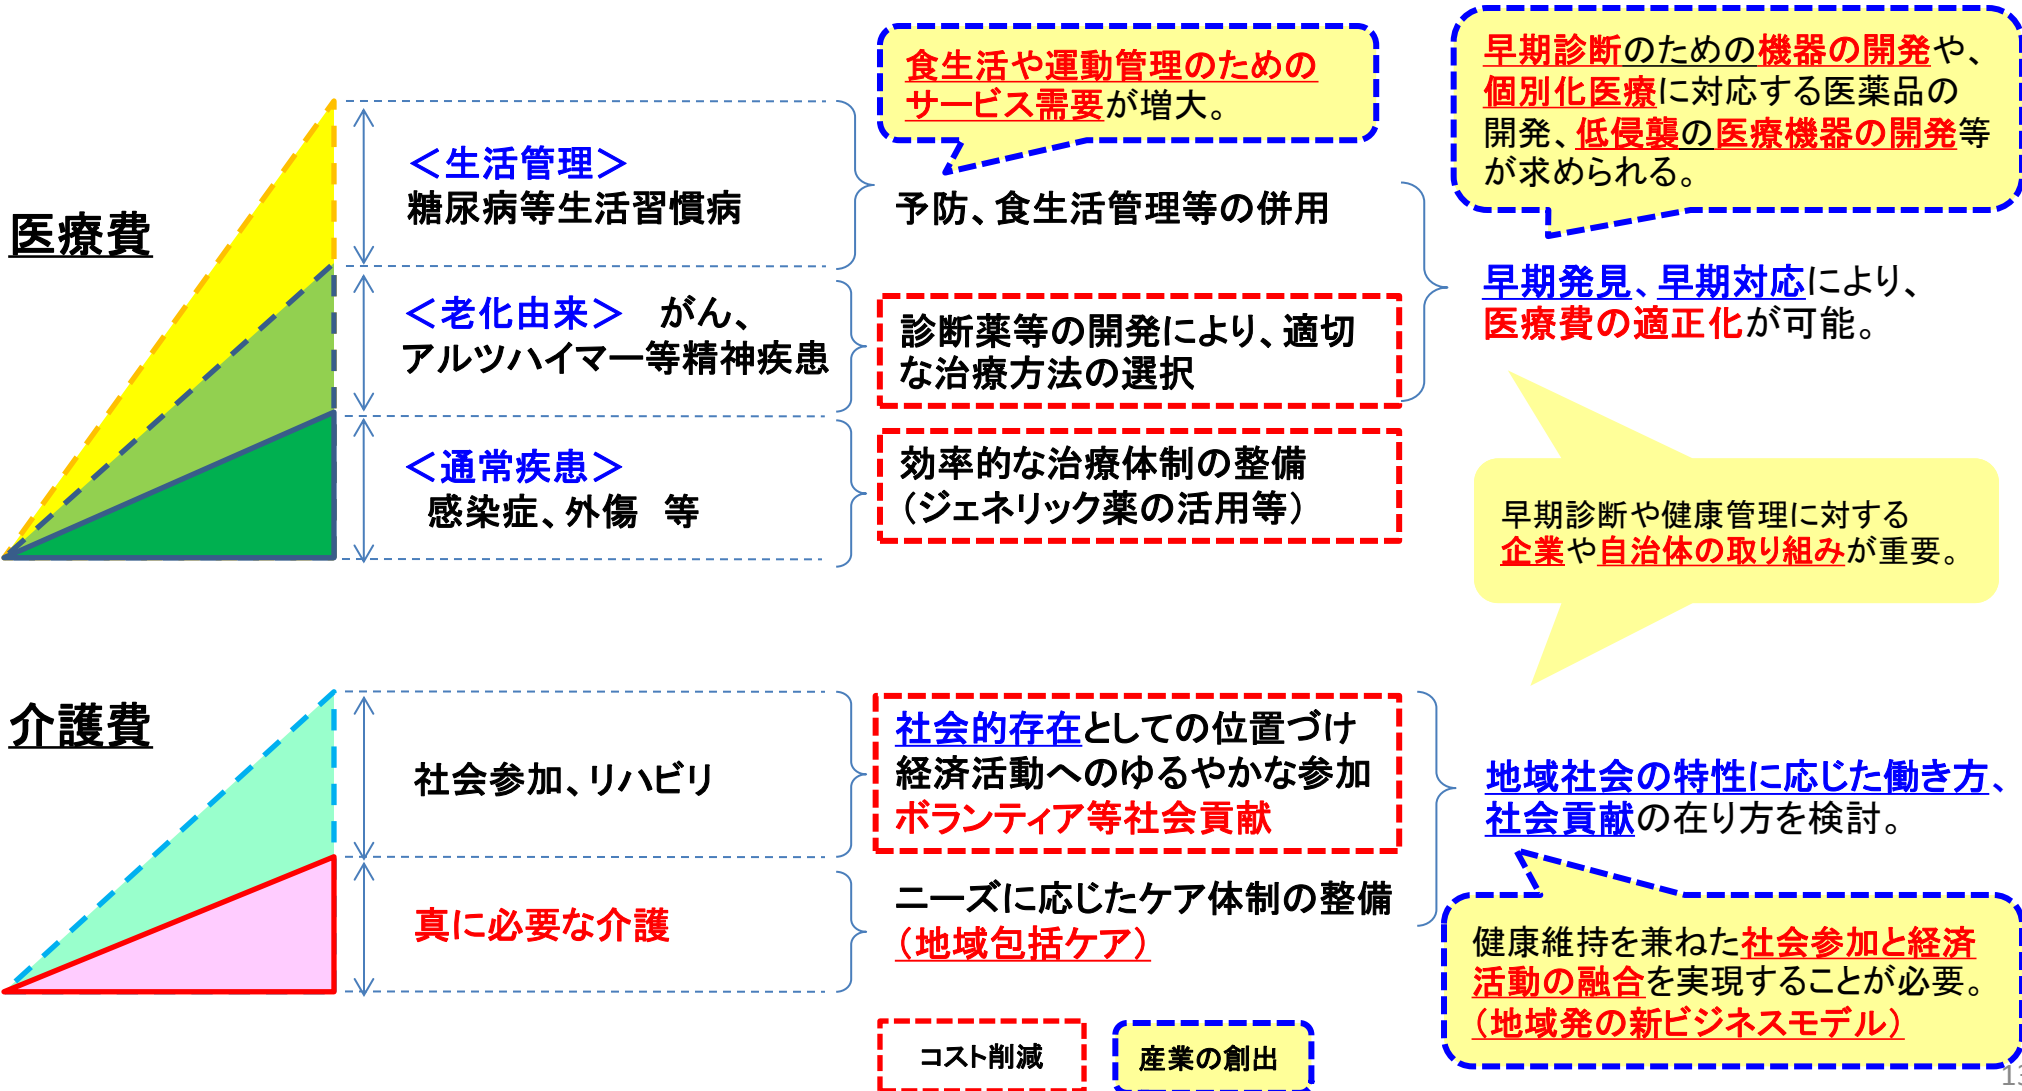 医療費
＜生活管理＞
糖尿病等生活習慣病
＜老化由来＞　がん、
アルツハイマー等精神疾患
＜通常疾患＞
感染症、外傷　等
食生活や運動管理のための
サービス需要が増大。
予防、食生活管理等の併用
診断薬等の開発により、適切
な治療方法の選択
効率的な治療体制の整備
（ジェネリック薬の活用等）
早期診断のための機器の開発や、
個別化医療に対応する医薬品の
開発、低侵襲の医療機器の開発等
が求められる。
早期発見、早期対応により、
医療費の適正化が可能。
早期診断や健康管理に対する
企業や自治体の取り組みが重要。
介護費
社会参加、リハビリ
真に必要な介護
社会的存在としての位置づけ
経済活動へのゆるやかな参加
ボランティア等社会貢献
ニーズに応じたケア体制の整備
（地域包括ケア）
地域社会の特性に応じた働き方、
社会貢献の在り方を検討。
健康維持を兼ねた社会参加と経済
活動の融合を実現することが必要。
（地域発の新ビジネスモデル）
コスト削減
産業の創出